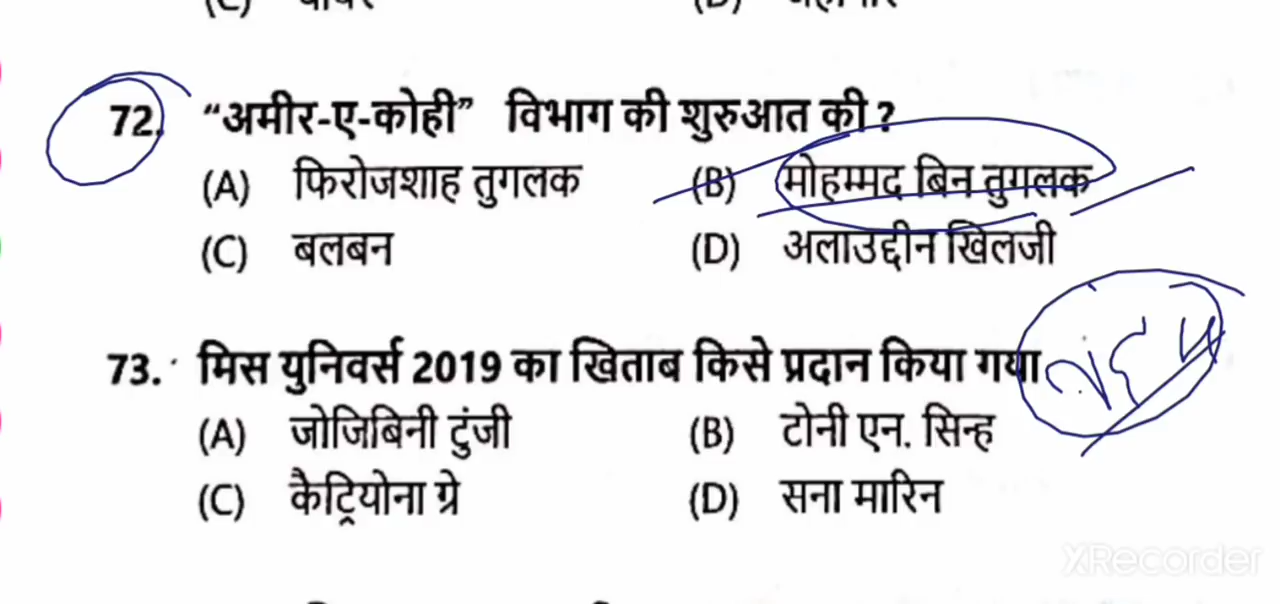 72. “अमीर-ए-कोही” विभाग की शुरुआत की ?
(A) फिरोजशाह तुगलक (B) मोहम्मद बिन तुगलक
(C) बलबन (D) अलाउद्दीन खिलजी
73. मिस युनिवर्स 2019 का खिताब किसे प्रदान किया गया
(A) जोजिबिनी टुंजी (B) टोनी एन. सिन्ह
(C) कैट्रियोना ग्रे (D) सना मारिन
XRecorder